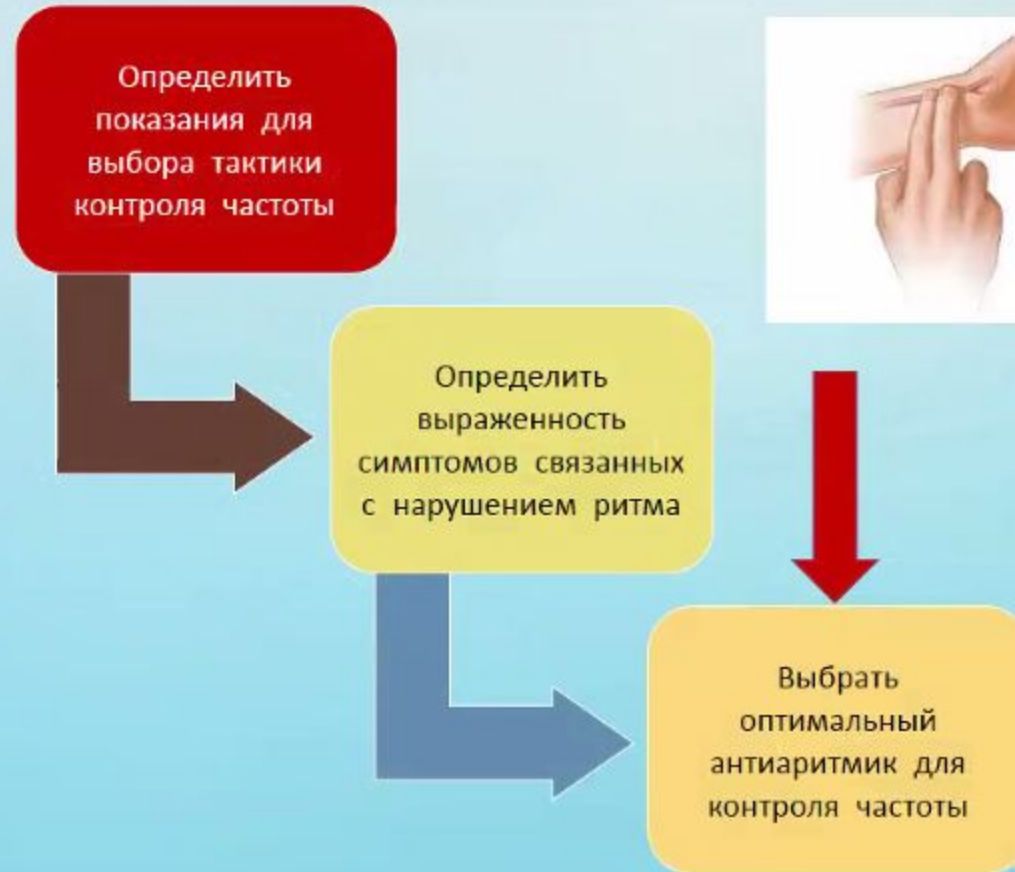 Определить
показания для
выбора тактики
контроля частоты
Определить
выраженность
симптомов связанных
с нарушением ритма
Выбрать
оптимальный
антиаритмик для
контроля частоты